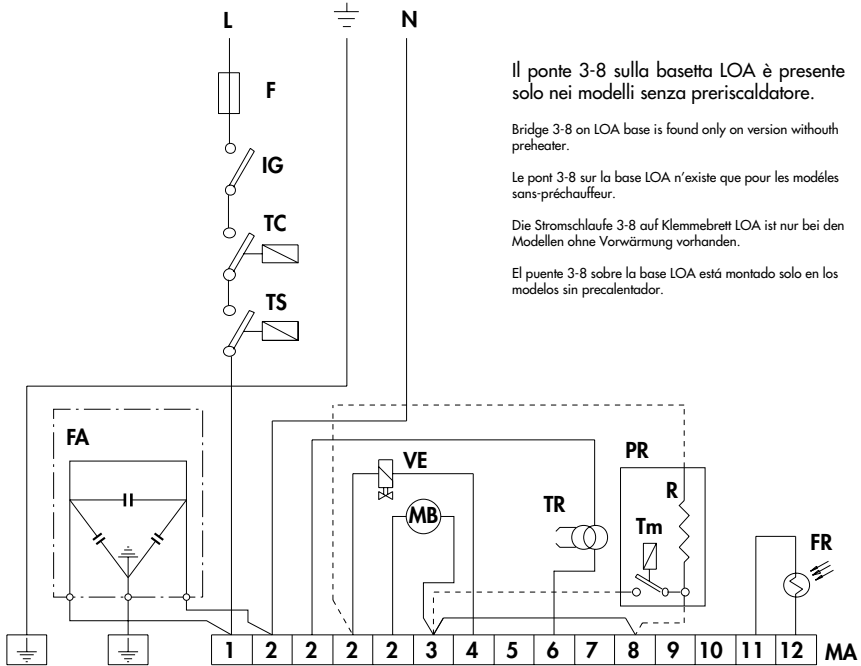 L
N
F
IG
TC
TS
Il ponte 3-8 sulla basetta LOA è presente
solo nei modelli senza preriscaldatore.
Bridge 3-8 on LOA base is found only on version withouth
preheater.
Le pont 3-8 sur la base LOA n'existe que pour les modéles
sans-préchauffeur.
Die Stromschlaufe 3-8 auf Klemmebrett LOA ist nur bei den
Modellen ohne Vorwärmung vorhanden.
El puente 3-8 sobre la base LOA está montado solo en los
modelos sin precalentador.
FA
VE
MB
TR
PR
R
Tm
FR
1 2 2 2 2 3 4 5 6 7 8 9 10 11 12 MA